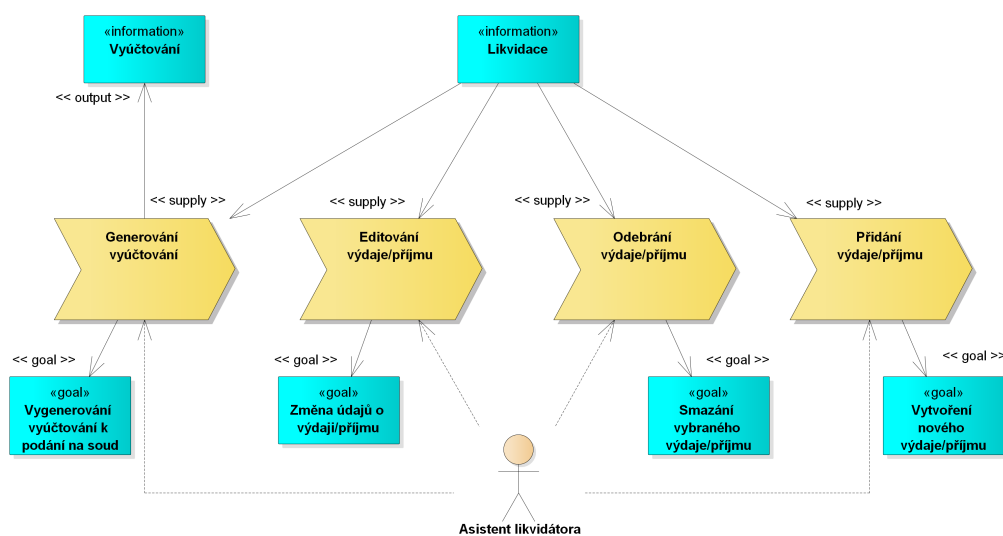 «information»
Vyúčtování
«information»
Likvidace
<< output >>
<< supply >>
<< supply >>
<< supply >>
<< supply >>
Generování
vyúčtování
Editování
výdaje/příjmu
Odebrání
výdaje/příjmu
Přidání
výdaje/příjmu
<< goal >>
<< goal >>
<< goal >>
<< goal >>
«goal»
Vygenerování
vyúčtování k
podání na soud
«goal»
Změna údajů o
výdaji/příjmu
«goal»
Smazání
vybraného
výdaje/příjmu
«goal»
Vytvoření
nového
výdaje/příjmu
Asistent likvidátora